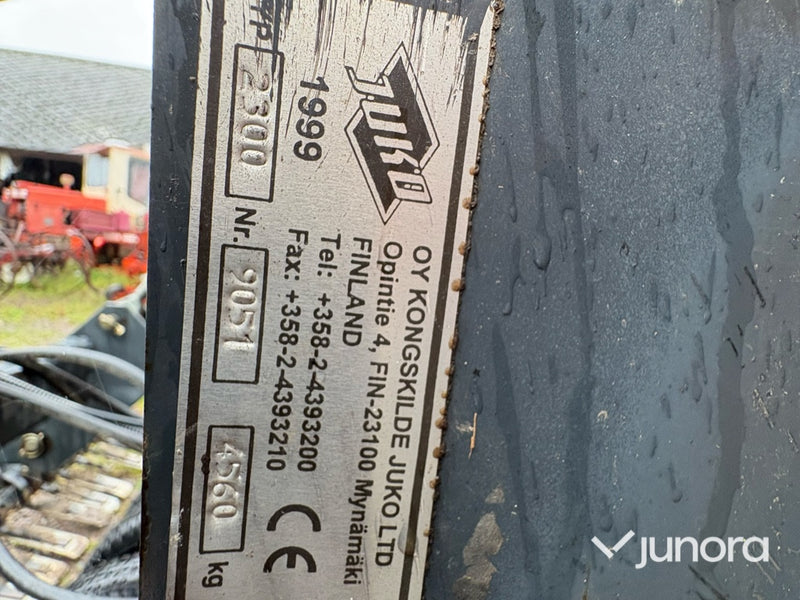 JUKO
OY KONGSKILDE JUKO LTD
Opintie 4, FIN-23100 Mynämäki
FINLAND
Tel: +358-2-4393200
Fax: +358-2-4393210
1999
CE
2300 Nr. 9051 4560 kg
junora